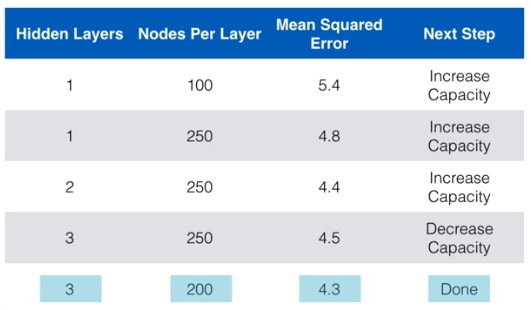 Hidden Layers Nodes Per Layer Mean Squared Error Next Step
1 100 5.4 Increase Capacity
1 250 4.8 Increase Capacity
2 250 4.4 Increase Capacity
3 250 4.5 Decrease Capacity
3 200 4.3 Done